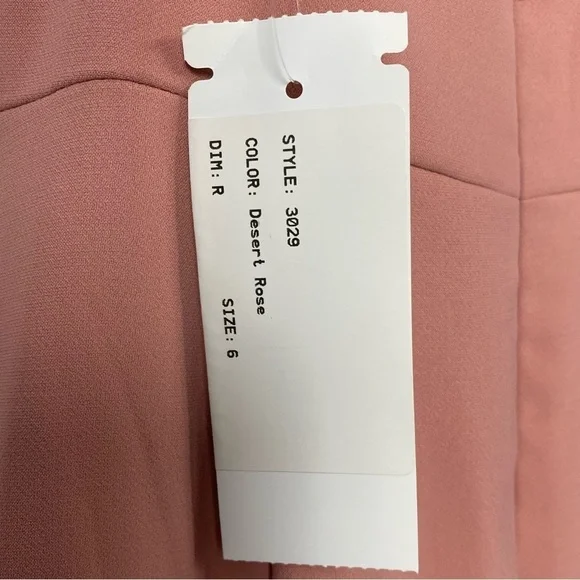 STYLE: 3029
COLOR: Desert Rose
DIM: R SIZE: 6